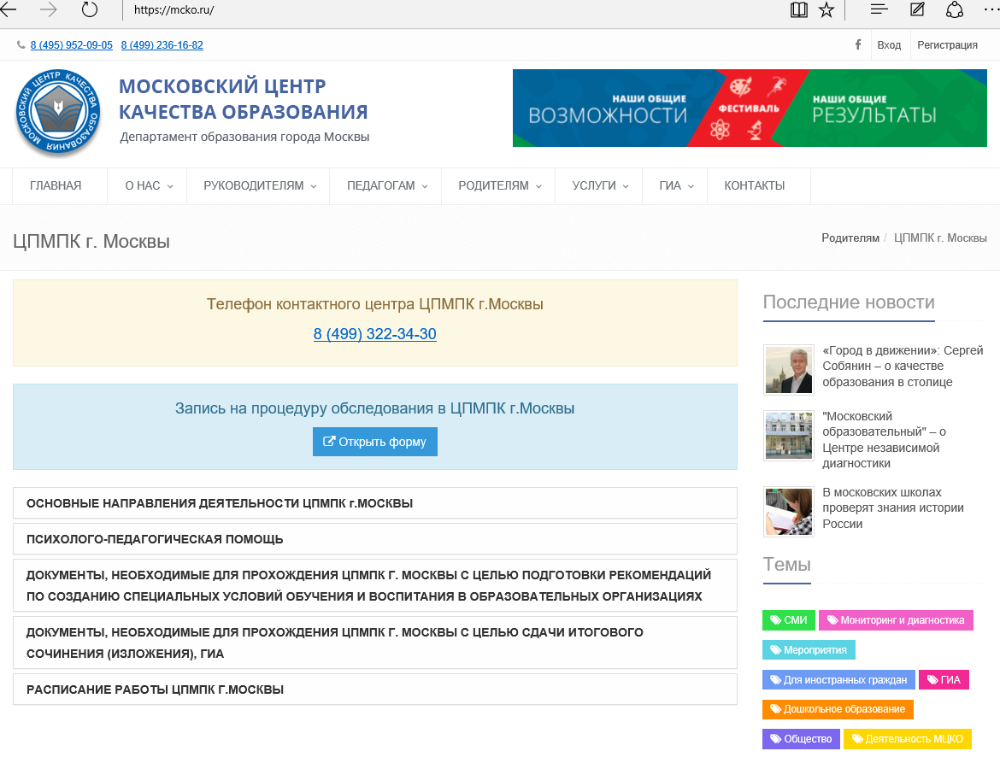 https://mcko.ru/
8 (495) 952-09-05 8 (499) 236-16-82
Вход Регистрация
МОСКОВСКИЙ ЦЕНТР КАЧЕСТВА ОБРАЗОВАНИЯ
МОСКОВСКИЙ ЦЕНТР
КАЧЕСТВА ОБРАЗОВАНИЯ
Департамент образования города Москвы
НАШИ ОБЩИЕ
ВОЗМОЖНОСТИ
ФЕСТИВАЛЬ
НАШИ ОБЩИЕ
РЕЗУЛЬТАТЫ
ГЛАВНАЯ О НАС РУКОВОДИТЕЛЯМ ПЕДАГОГАМ РОДИТЕЛЯМ УСЛУГИ ГИА КОНТАКТЫ
ЦПМПК г. Москвы
Родителям / ЦПМПК г. Москвы
Телефон контактного центра ЦПМПК г.Москвы
8 (499) 322-34-30
Запись на процедуру обследования в ЦПМПК г.Москвы
Открыть форму
ОСНОВНЫЕ НАПРАВЛЕНИЯ ДЕЯТЕЛЬНОСТИ ЦПМПК г.МОСКВЫ
ПСИХОЛОГО-ПЕДАГОГИЧЕСКАЯ ПОМОЩЬ
ДОКУМЕНТЫ, НЕОБХОДИМЫЕ ДЛЯ ПРОХОЖДЕНИЯ ЦПМПК Г. МОСКВЫ С ЦЕЛЬЮ ПОДГОТОВКИ РЕКОМЕНДАЦИЙ
ПО СОЗДАНИЮ СПЕЦИАЛЬНЫХ УСЛОВИЙ ОБУЧЕНИЯ И ВОСПИТАНИЯ В ОБРАЗОВАТЕЛЬНЫХ ОРГАНИЗАЦИЯХ
ДОКУМЕНТЫ, НЕОБХОДИМЫЕ ДЛЯ ПРОХОЖДЕНИЯ ЦПМПК Г. МОСКВЫ С ЦЕЛЬЮ СДАЧИ ИТОГОВОГО
СОЧИНЕНИЯ (ИЗЛОЖЕНИЯ), ГИА
РАСПИСАНИЕ РАБОТЫ ЦПМПК Г.МОСКВЫ
Последние новости
«Город в движении»: Сергей
Собянин – о качестве
образования в столице
"Московский
образовательный" – о
Центре независимой
диагностики
В московских школах
проверят знания истории
России
Темы
СМИ Мониторинг и диагностика
Мероприятия
Для иностранных граждан ГИА
Дошкольное образование
Общество Деятельность МЦКО